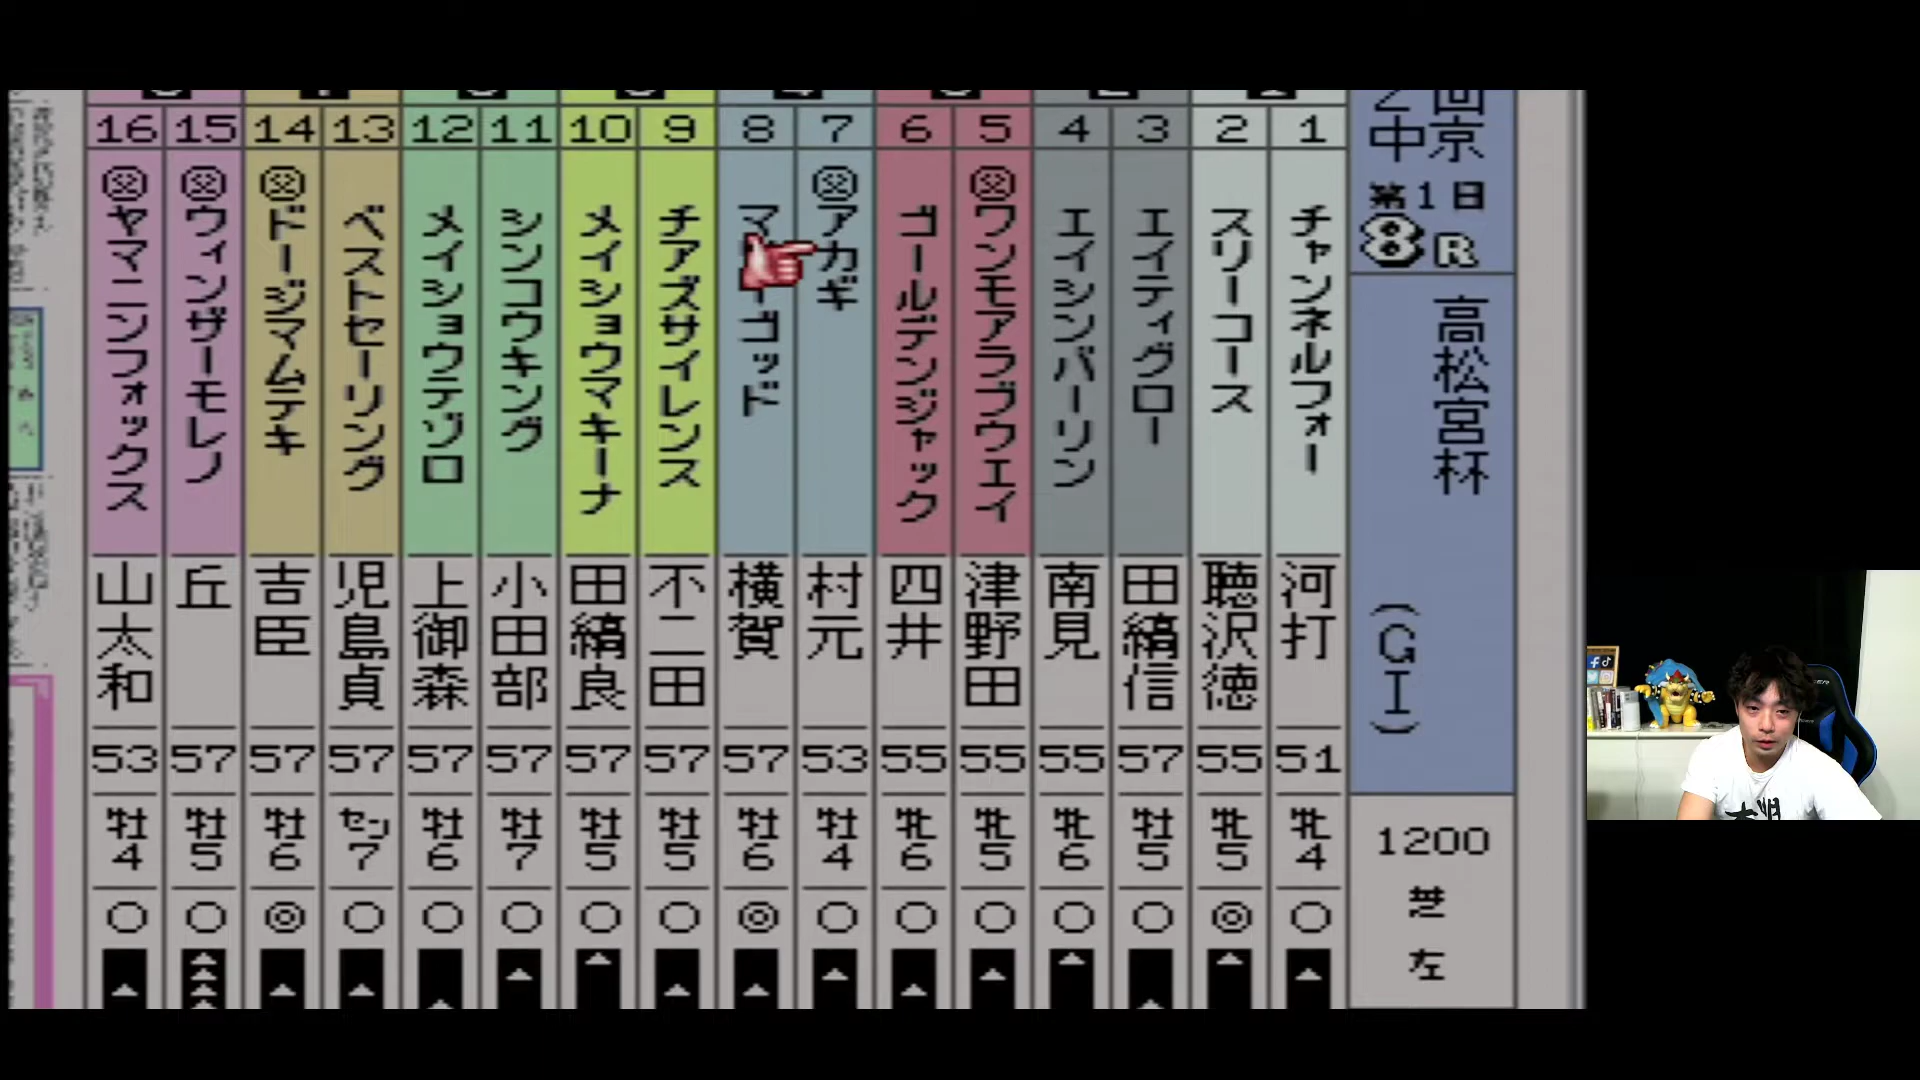 2回中京
第1日
8R
高松宮杯
(GI)
1200
芝
左
1
チャンネルフォー
河打
51
牝4
○
2
スリーコース
聴沢徳
55
牝5
◎
3
エイティグロー
田縞信
57
牡5
○
4
エイシンバーリン
南見
55
牝6
○
5
㊛ワンモアラブウエイ
津野田
55
牝5
○
6
ゴールデンジャック
四井
55
牝6
○
7
父アカギ
村元
53
牡4
○
8
横賀
57
牡6
◎
9
チアズサイレンス
不二田
57
牡5
○
10
メイショウマキーナ
田縞良
57
牡5
○
11
シンコウキング
小田部
57
牡7
○
12
メイショウテゾロ
上御森
57
牡6
○
13
ベストセーリング
児島貞
57
セン7
○
14
父ドージマムテキ
吉臣
57
牡6
◎
15
父ウィンザーモレノ
丘
57
牡5
○
16
父ヤマニンフォックス
山太和
53
牡4
○